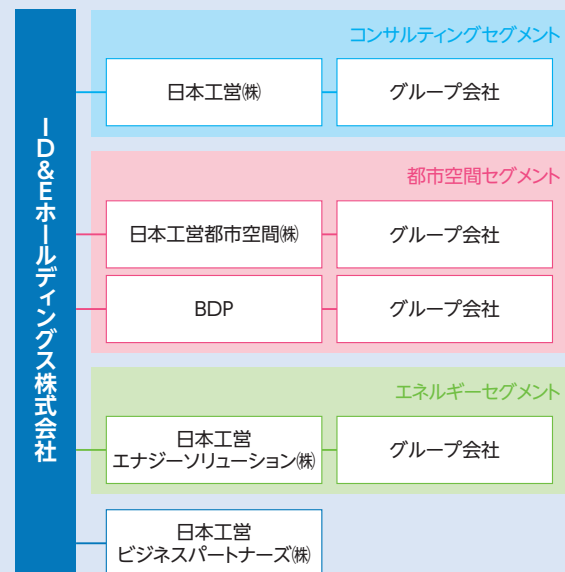 ID&Eホールディングス株式会社
コンサルティングセグメント
日本工営㈱
グループ会社
都市空間セグメント
日本工営都市空間㈱
グループ会社
BDP
グループ会社
エネルギーセグメント
日本工営
エナジーソリューション㈱
グループ会社
日本工営
ビジネスパートナーズ㈱